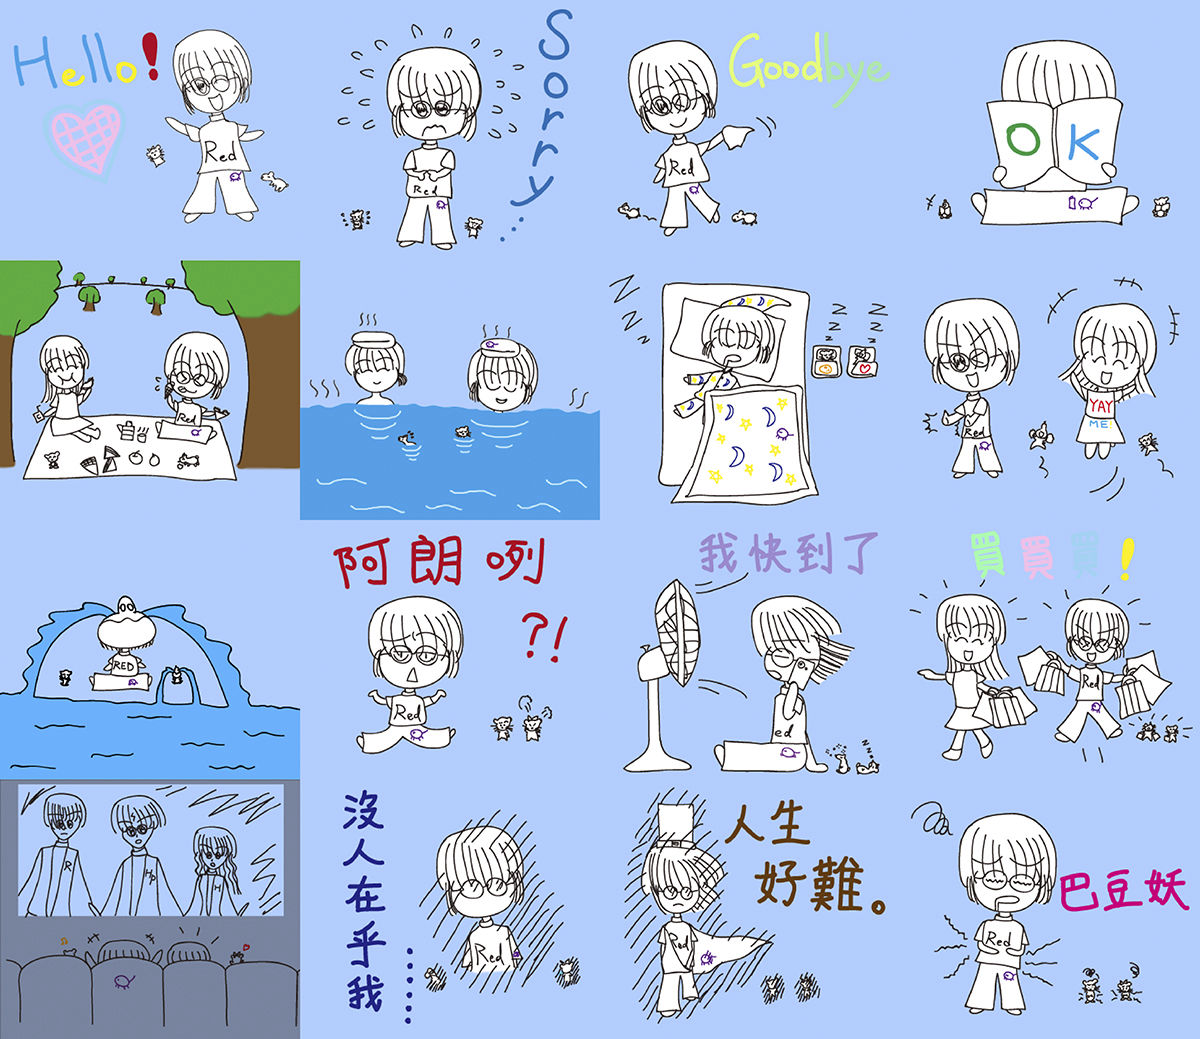 Hello!
Red
Sorry...
Red
Goodbye
Red
OK
Red
z z z z
z z z
z z z
Red
YAY
ME!
RED
阿朗咧
?!
Red
我快到了
ed
z z z
買買買!
Red
R
HP
H
沒人在乎我......
Red
人生
好難。
Red
巴豆妖
Red